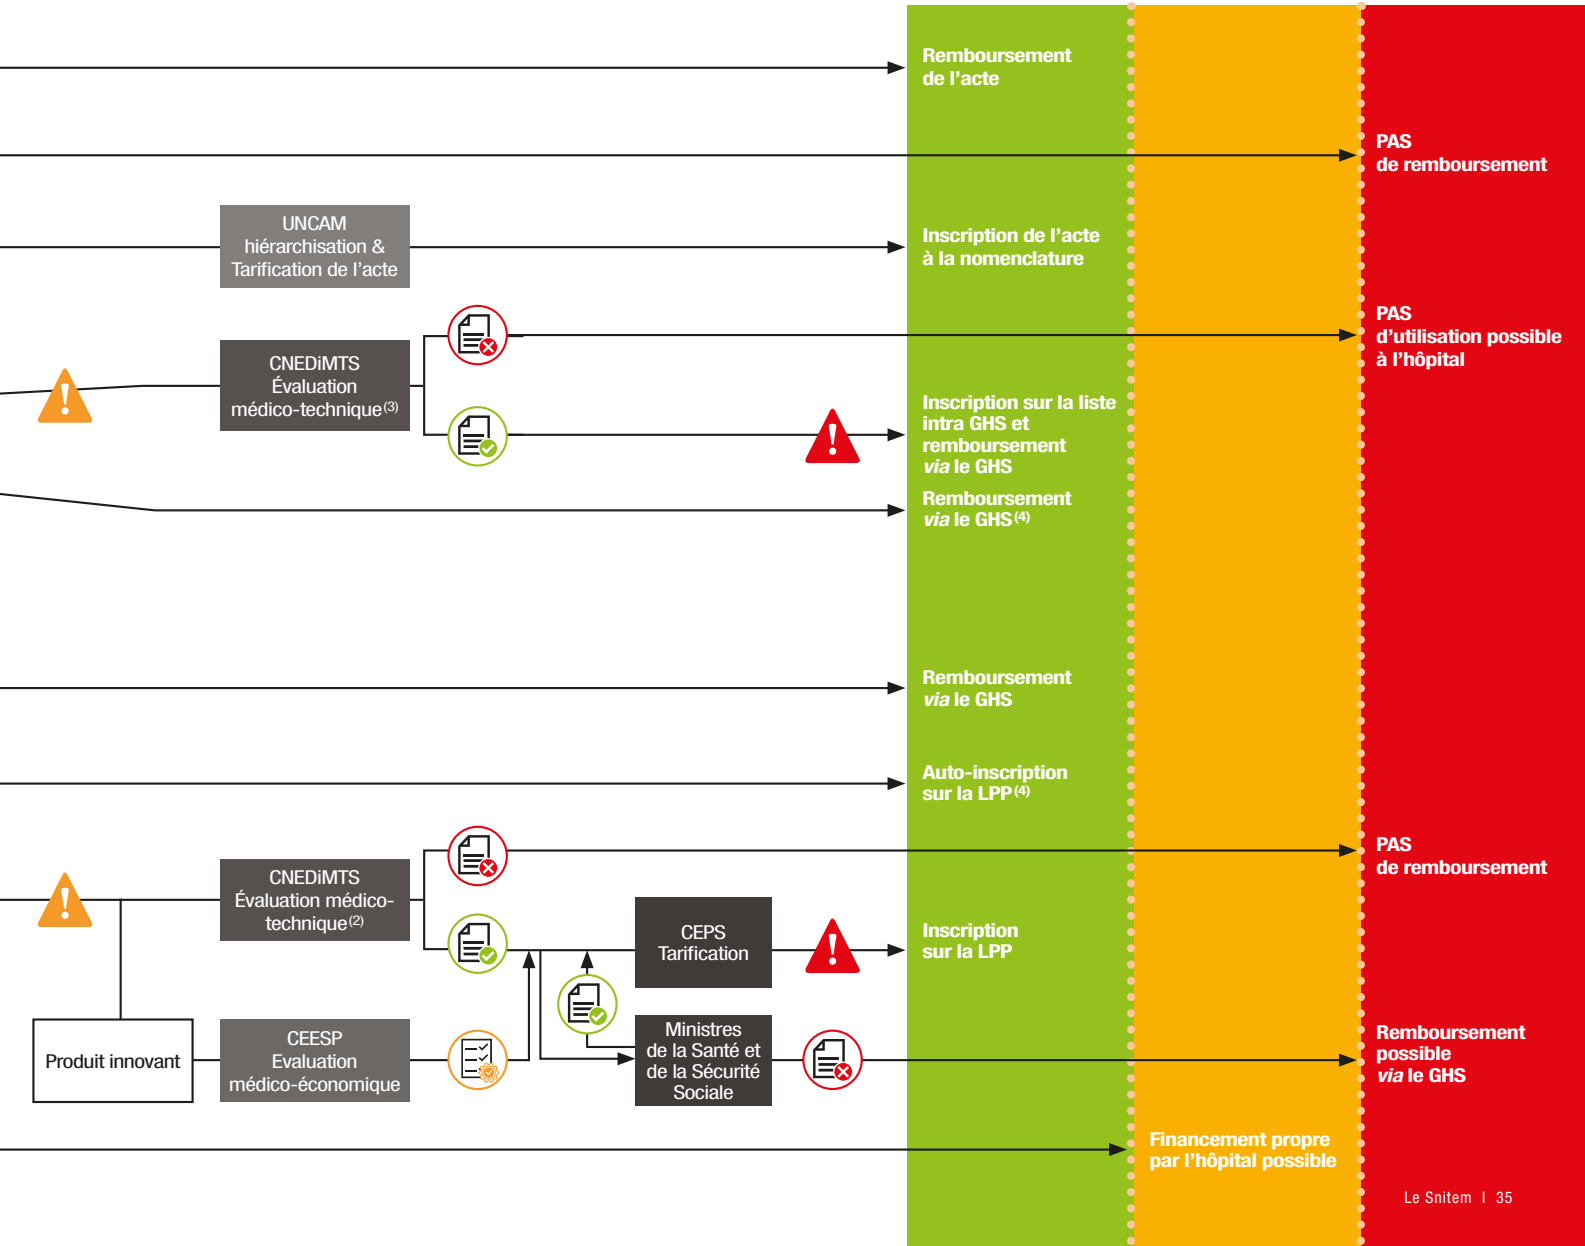 Remboursement
de l'acte
PAS
de remboursement
UNCAM
hiérarchisation &
Tarification de l'acte
Inscription de l'acte
à la nomenclature
PAS
d'utilisation possible
à l'hôpital
CNEDiMTS
Évaluation
médico-technique(3)
Inscription sur la liste
intra GHS et
remboursement
via le GHS
Remboursement
via le GHS(4)
Remboursement
via le GHS
Auto-inscription
sur la LPP(4)
PAS
de remboursement
CNEDiMTS
Évaluation médico-
technique(2)
CEPS
Tarification
Inscription
sur la LPP
Produit innovant
CEESP
Evaluation
médico-économique
Ministres
de la Santé et
de la Sécurité
Sociale
Remboursement
possible
via le GHS
Financement propre
par l'hôpital possible
Le Snitem I 35